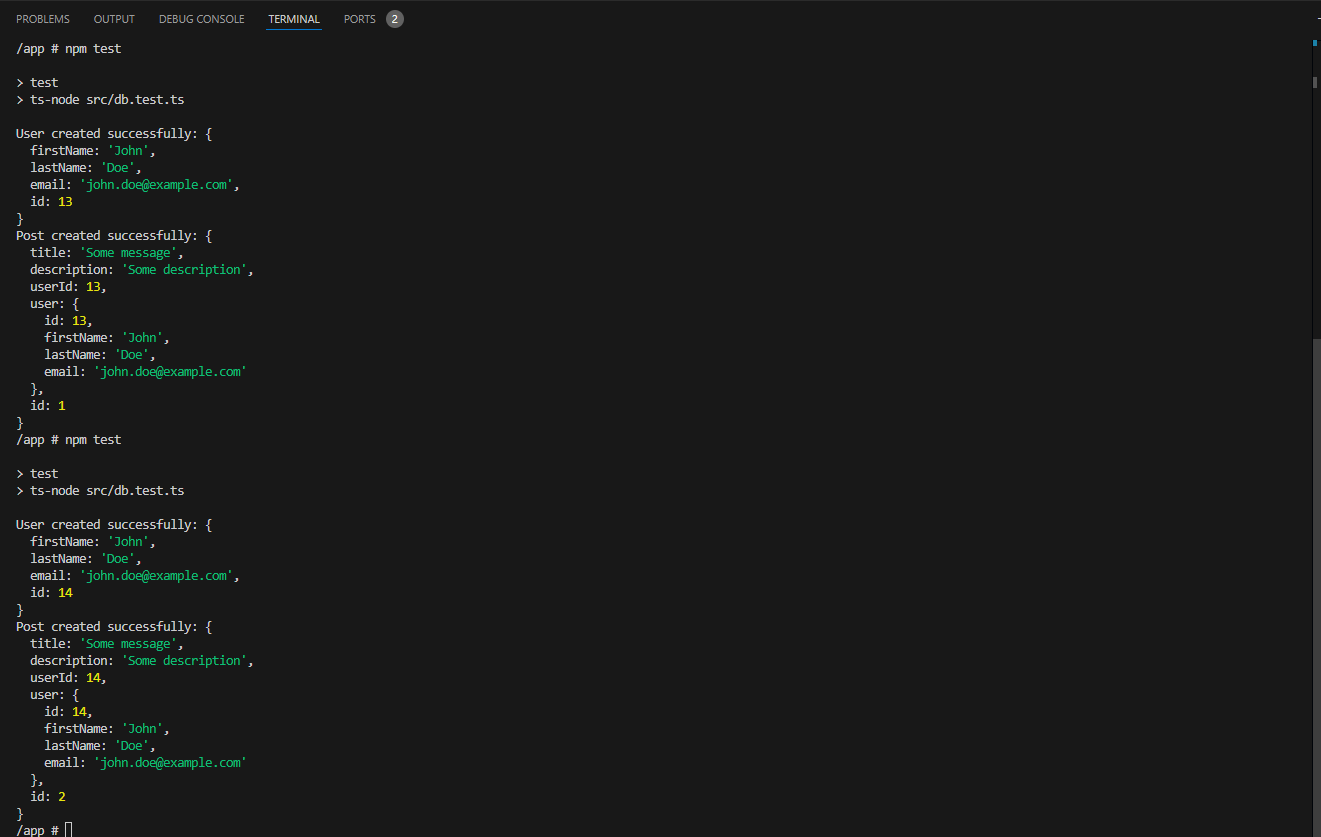 PROBLEMS OUTPUT DEBUG CONSOLE TERMINAL PORTS 2
/app # npm test
> test
> ts-node src/db.test.ts
User created successfully: {
  firstName: 'John',
  lastName: 'Doe',
  email: 'john.doe@example.com',
  id: 13
}
Post created successfully: {
  title: 'Some message',
  description: 'Some description',
  userId: 13,
  user: {
    id: 13,
    firstName: 'John',
    lastName: 'Doe',
    email: 'john.doe@example.com'
  },
  id: 1
}
/app # npm test
> test
> ts-node src/db.test.ts
User created successfully: {
  firstName: 'John',
  lastName: 'Doe',
  email: 'john.doe@example.com',
  id: 14
}
Post created successfully: {
  title: 'Some message',
  description: 'Some description',
  userId: 14,
  user: {
    id: 14,
    firstName: 'John',
    lastName: 'Doe',
    email: 'john.doe@example.com'
  },
  id: 2
}
/app #